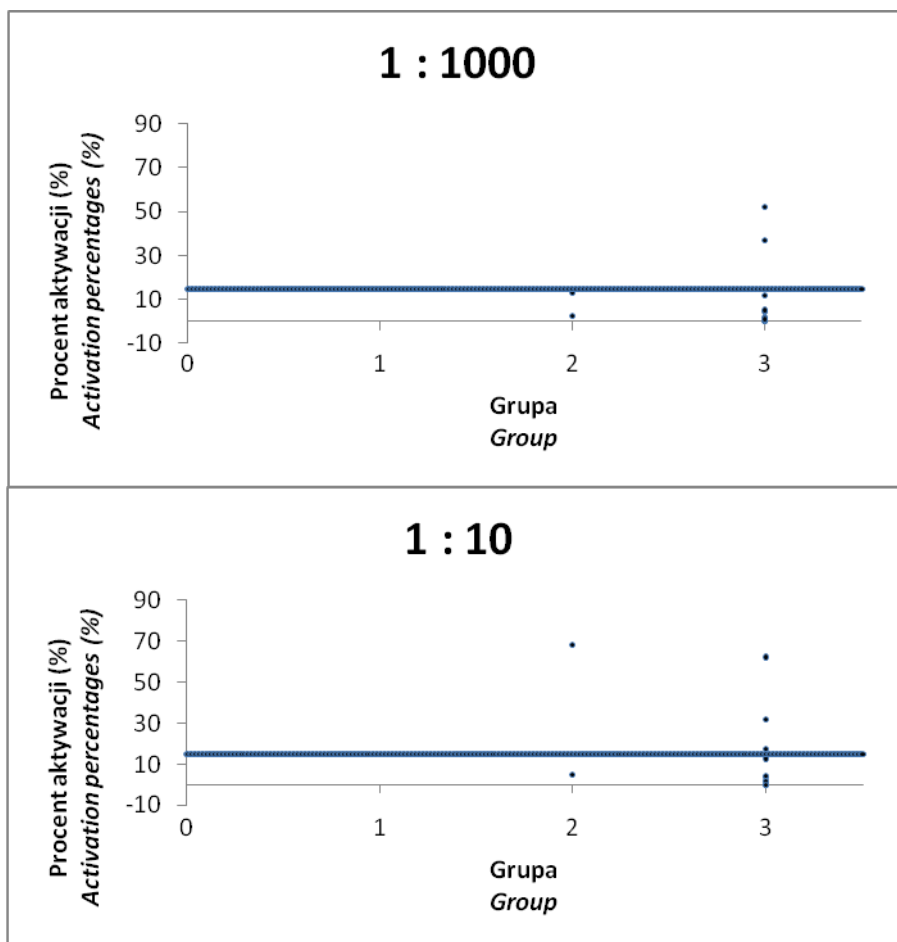 1 : 1000
Procent aktywacji (%)
Activation percentages (%)
90
70
50
30
10
-10
0 1 2 3
Grupa
Group
1 : 10
Procent aktywacji (%)
Activation percentages (%)
90
70
50
30
10
-10
0 1 2 3
Grupa
Group